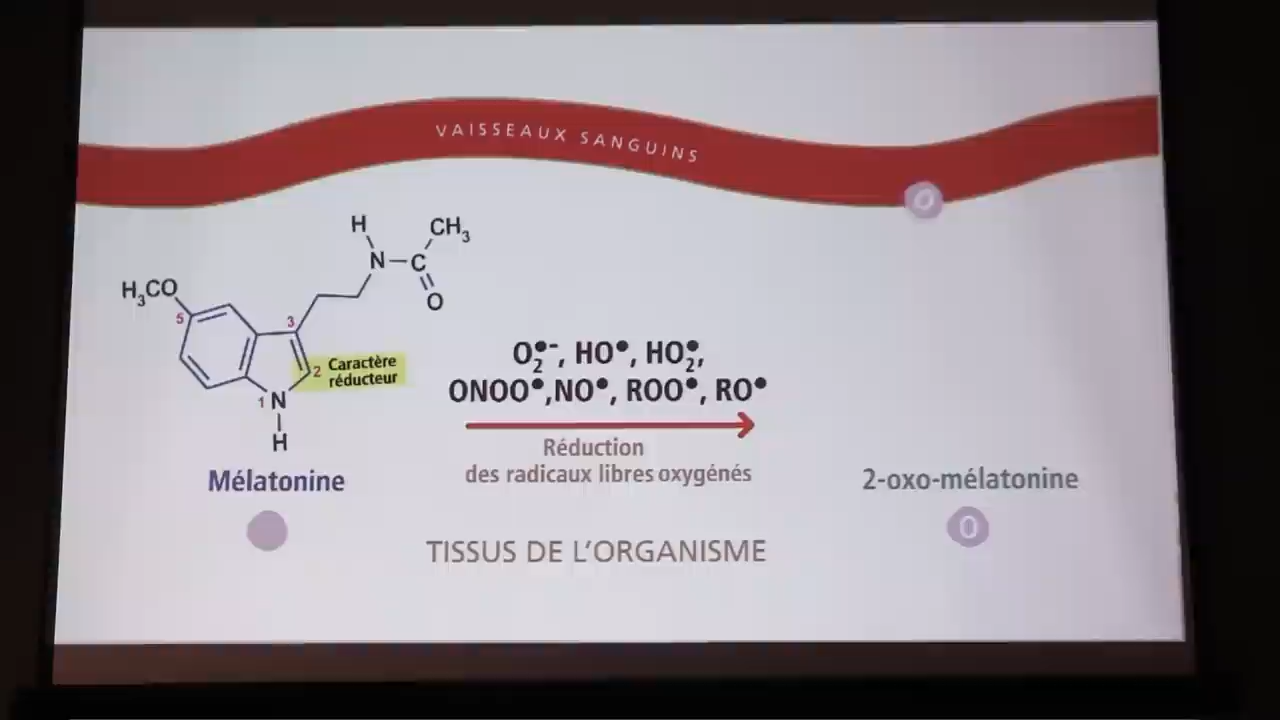 VAISSEAUX SANGUINS
O
H
CH₃
N–C
O
H₃CO
5
3
2
Caractère
réducteur
1
N
H
O₂•⁻, HO•, HO₂•,
ONOO•,NO•, ROO•, RO•
Réduction
des radicaux libres oxygénés
Mélatonine
2-oxo-mélatonine
O
TISSUS DE L'ORGANISME